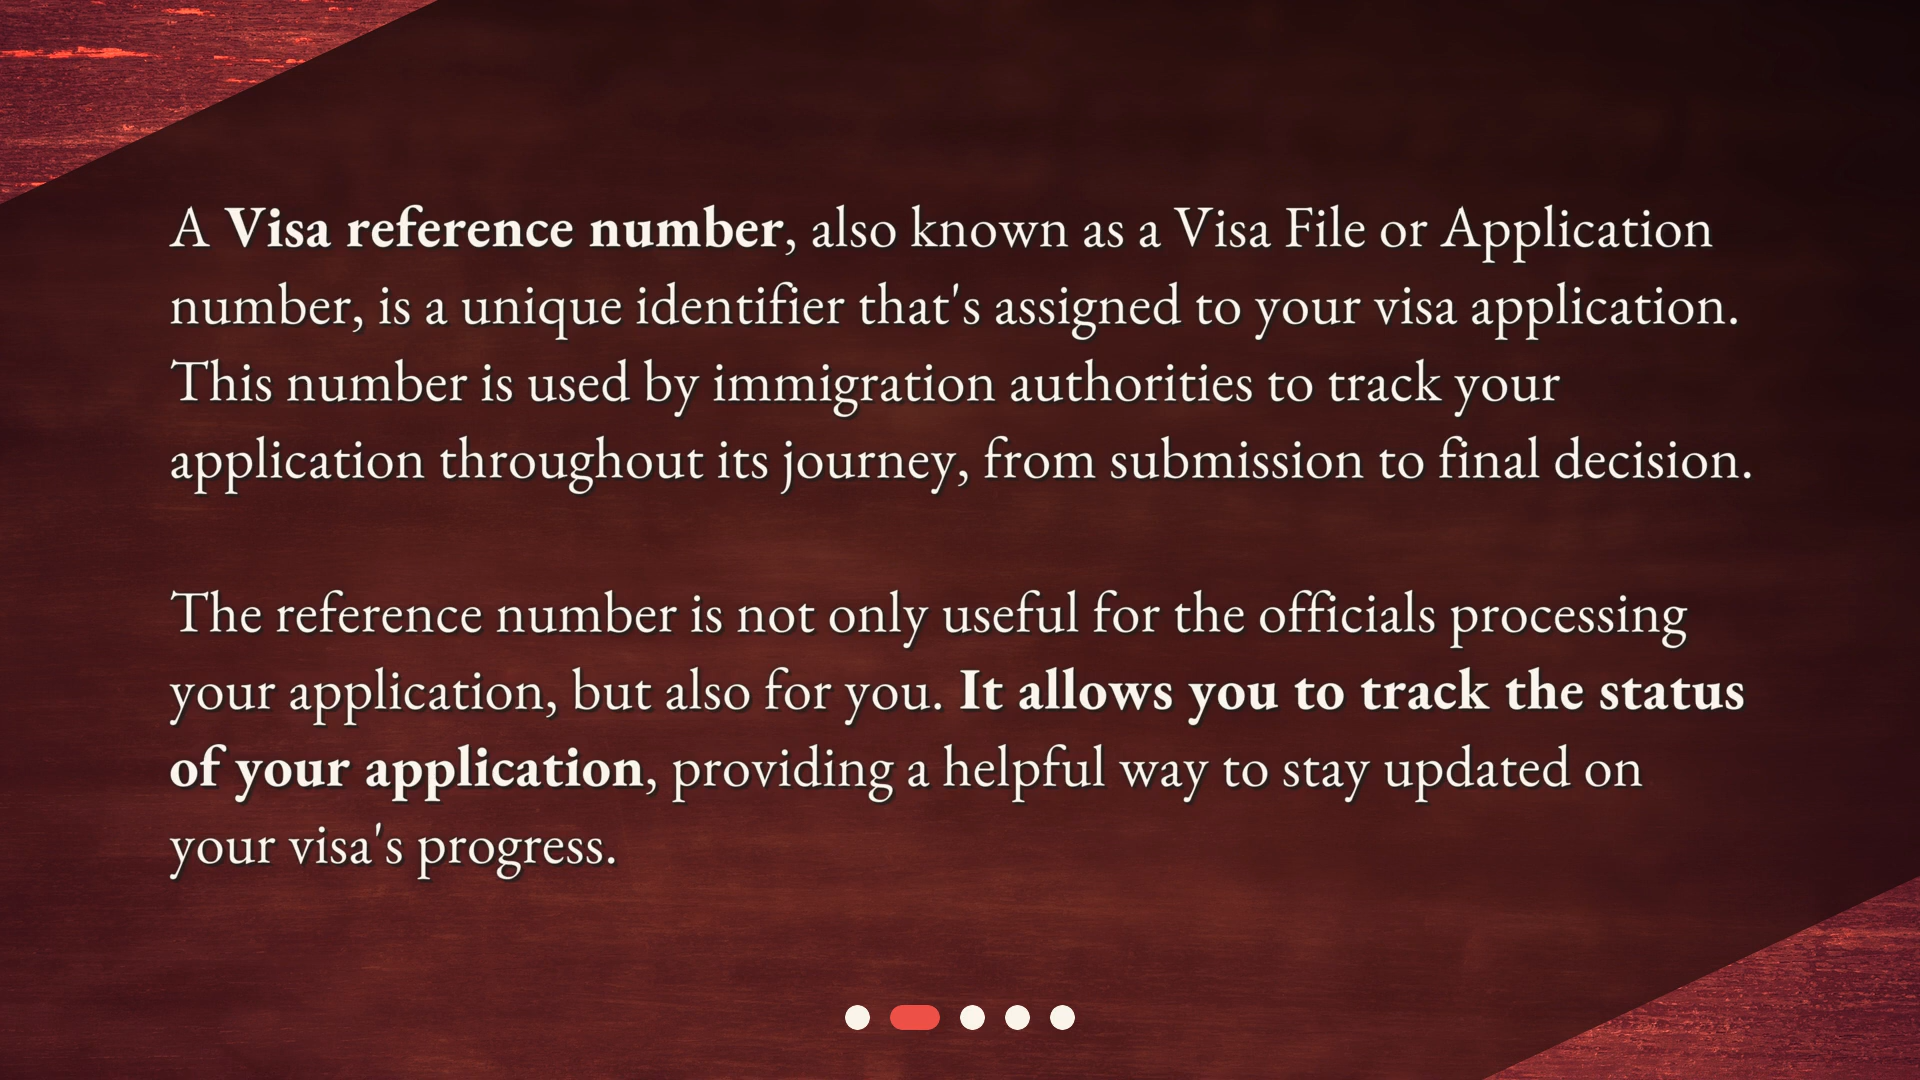 A Visa reference number, also known as a Visa File or Application
number, is a unique identifier that's assigned to your visa application.
This number is used by immigration authorities to track your
application throughout its journey, from submission to final decision.
The reference number is not only useful for the officials processing
your application, but also for you. It allows you to track the status
of your application, providing a helpful way to stay updated on
your visa's progress.